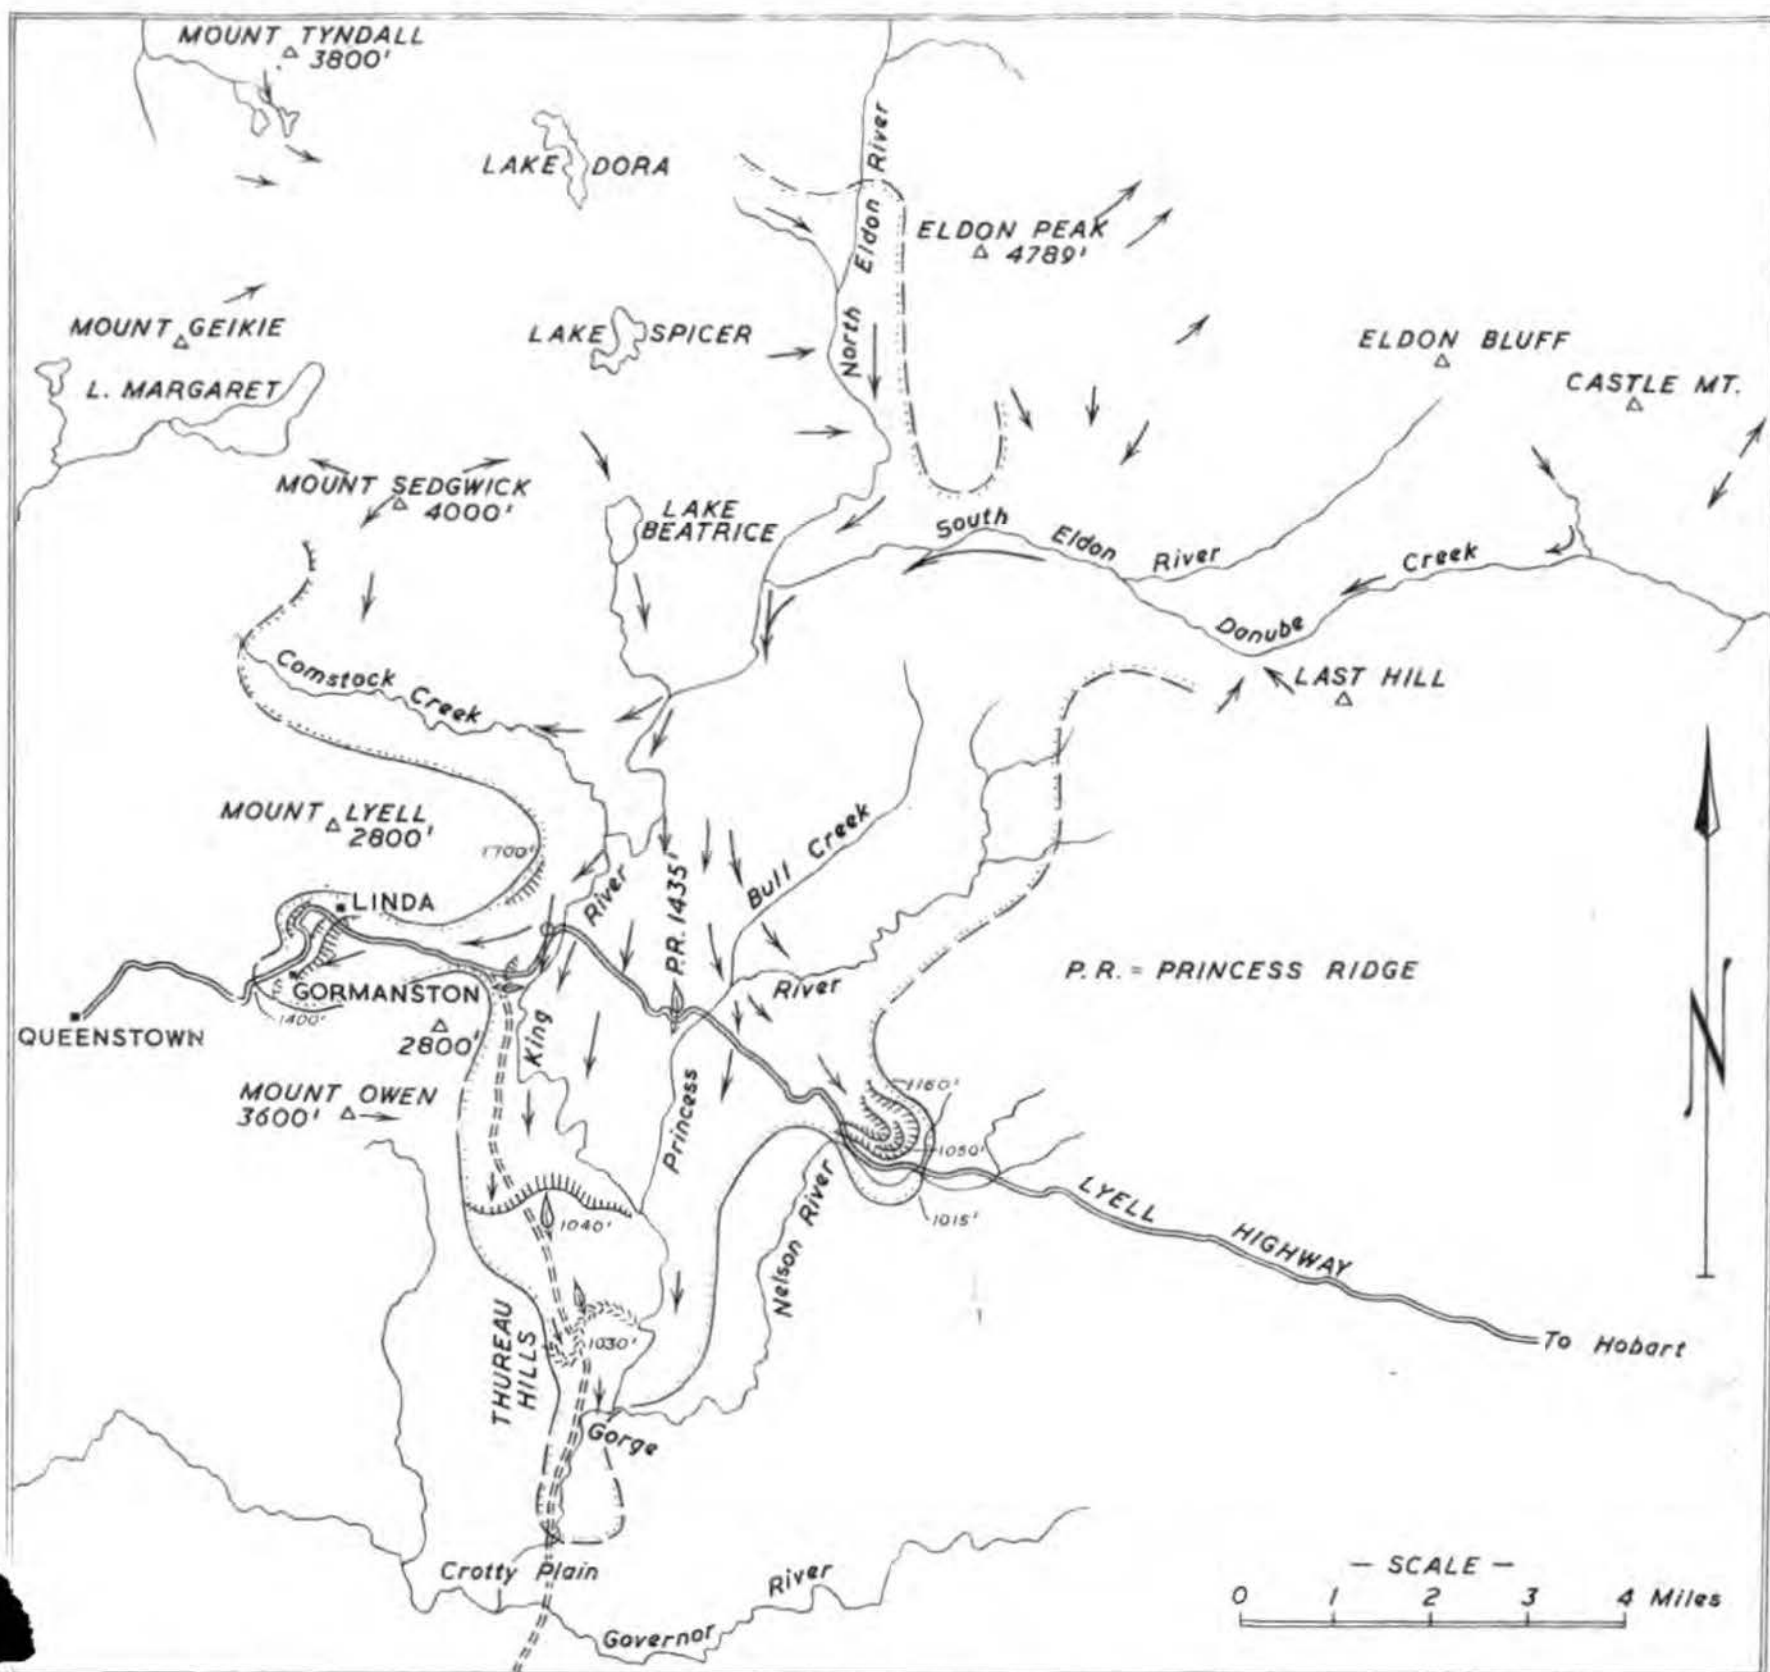 MOUNT TYNDALL
3800'
LAKE DORA
North Eldon River
ELDON PEAK
4789'
MOUNT GEIKIE
LAKE SPICER
ELDON BLUFF
L. MARGARET
CASTLE MT.
MOUNT SEDGWICK
4000'
LAKE
BEATRICE
South Eldon River
Danube Creek
Comstock Creek
LAST HILL
MOUNT LYELL
2800'
1700'
Bull Creek
P.R. 1435'
River
LINDA
P.R. = PRINCESS RIDGE
GORMANSTON
1400'
QUEENSTOWN
2800'
King
River
Princess
MOUNT OWEN
3600'
1160'
1050'
1015'
LYELL HIGHWAY
1040'
Nelson River
THUREAU
HILLS
1030'
To Hobart
Gorge
N
Crotty Plain
Governor River
— SCALE —
0 1 2 3 4 Miles